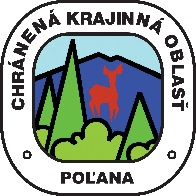 CHRÁNENÁ KRAJINNÁ OBLASŤ
POĽANA